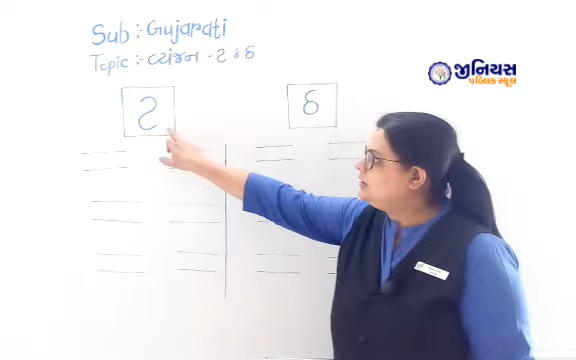 Sub :- Gujarati
Topic :- વ્યંજન - ટ & ઠ
ટ
ઠ
જીનિયસ
પબ્લિક સ્કૂલ